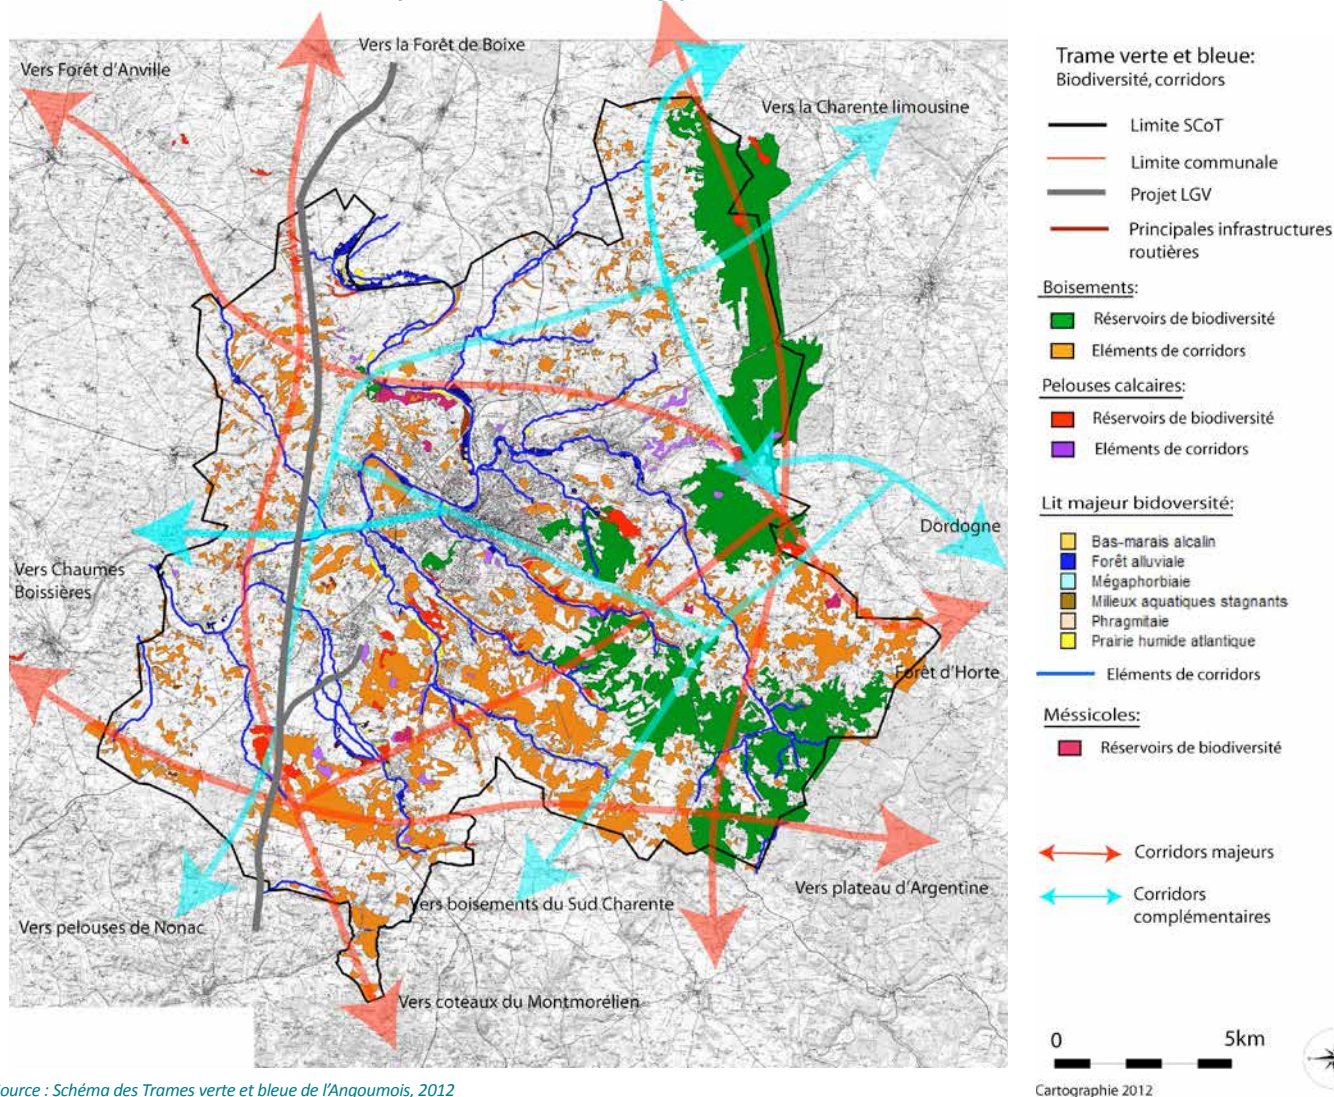 Vers la Forêt de Boixe
Vers Forêt d'Anville
Vers la Charente limousine
Dordogne
Vers Chaumes
Boissières
Forêt d'Horte
Vers plateau d'Argentine
Vers boisements du Sud Charente
Vers pelouses de Nonac
Vers coteaux du Montmorélien
Trame verte et bleue:
Biodiversité, corridors
Limite SCoT
Limite communale
Projet LGV
Principales infrastructures
routières
Boisements:
Réservoirs de biodiversité
Eléments de corridors
Pelouses calcaires:
Réservoirs de biodiversité
Eléments de corridors
Lit majeur bidoversité:
Bas-marais alcalin
Forêt alluviale
Mégaphorbiaie
Milieux aquatiques stagnants
Phragmitaie
Prairie humide atlantique
Eléments de corridors
Méssicoles:
Réservoirs de biodiversité
Corridors majeurs
Corridors
complémentaires
0 5km
Cartographie 2012
ource : Schéma des Trames verte et bleue de l'Angoumois, 2012